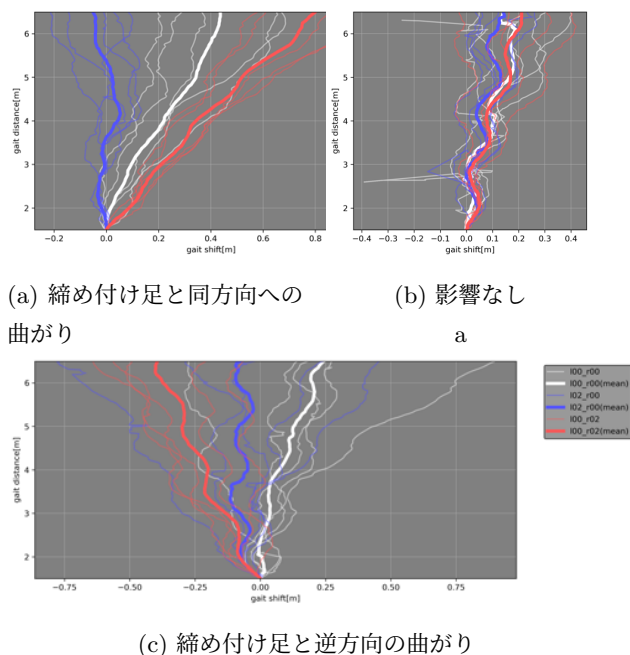 6
5
4
3
2
gait distance[m]
−0.2 0.0 0.2 0.4 0.6 0.8
gait shift[m]
6
5
4
3
2
gait distance[m]
−0.4 −0.3 −0.2 −0.1 0.0 0.1 0.2 0.3 0.4
gait shift[m]
(a) 締め付け足と同方向への
曲がり
(b) 影響なし
a
6
5
4
3
2
gait distance[m]
−0.75 −0.50 −0.25 0.00 0.25 0.50 0.75
gait shift[m]
l00_r00
l00_r00(mean)
l02_r00
l02_r00(mean)
l00_r02
l00_r02(mean)
(c) 締め付け足と逆方向の曲がり